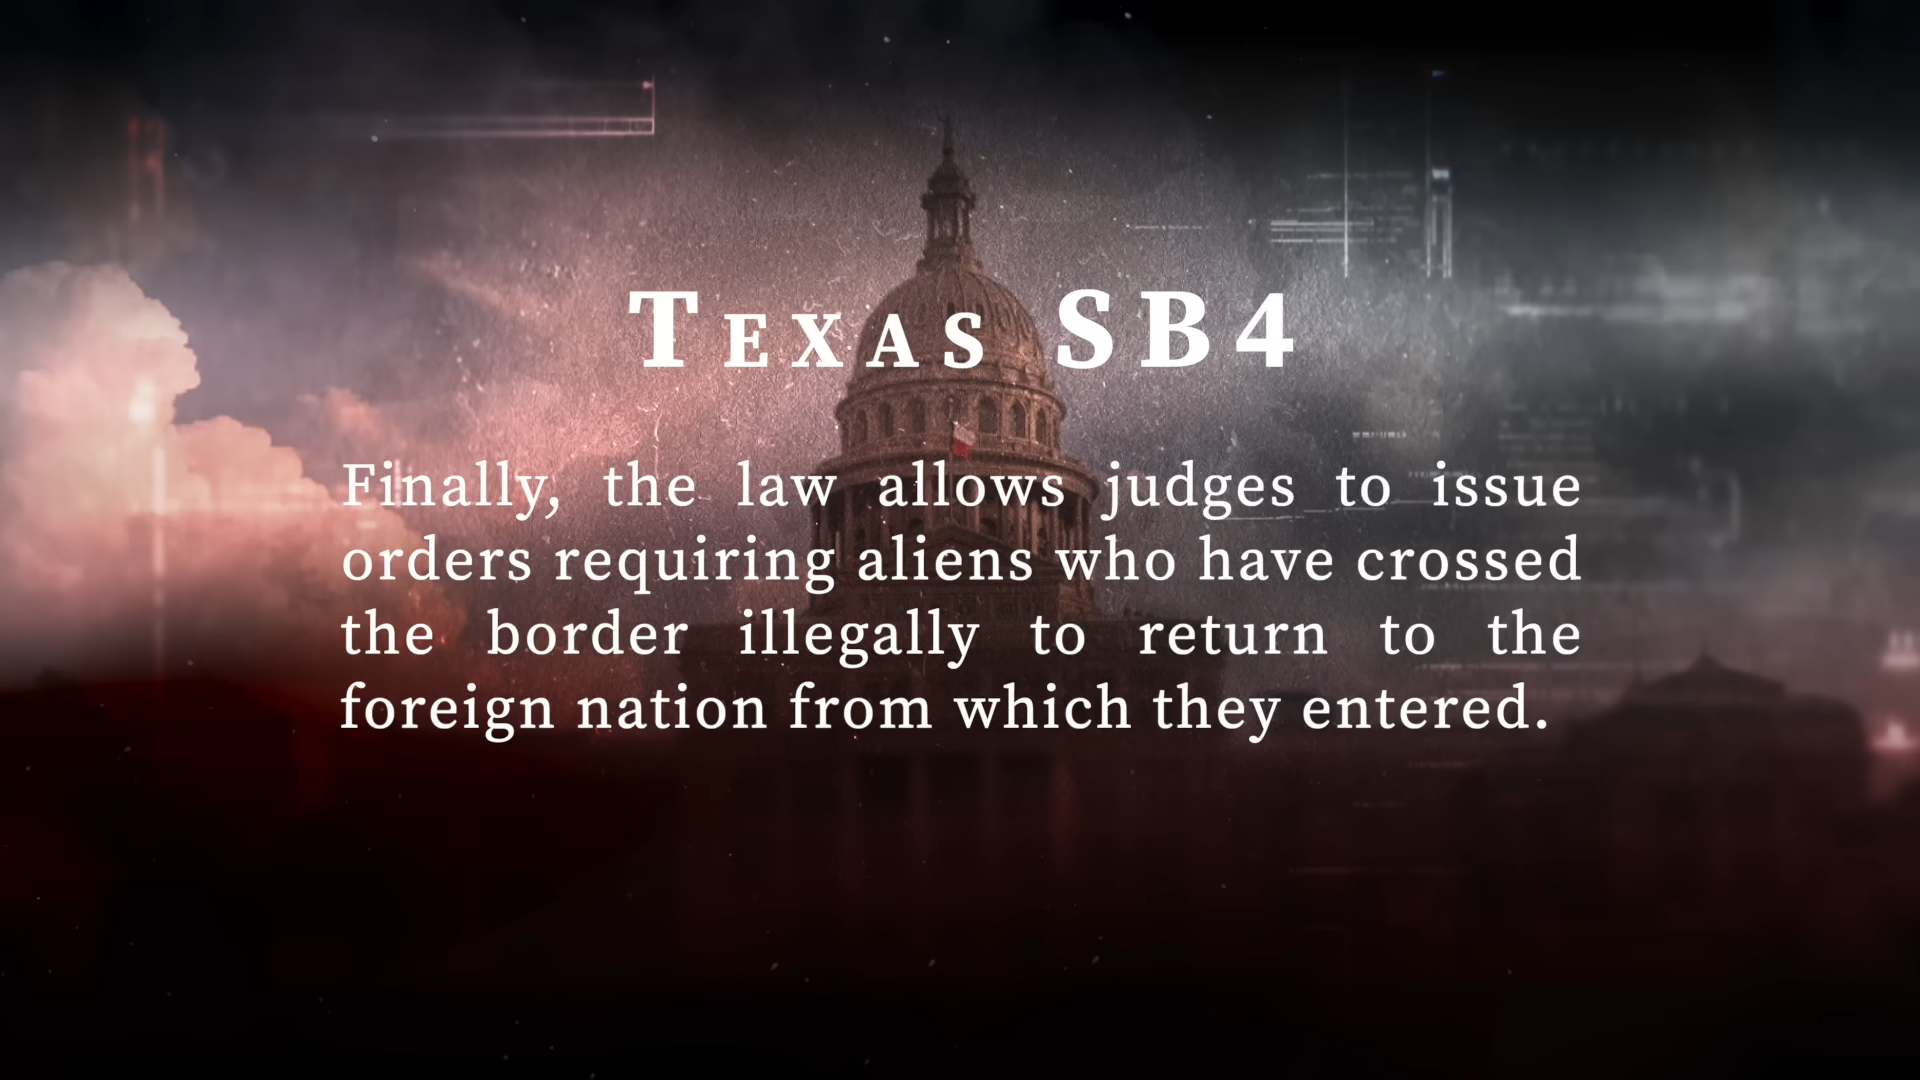 Texas SB4
Finally, the law allows judges to issue
orders requiring aliens who have crossed
the border illegally to return to the
foreign nation from which they entered.